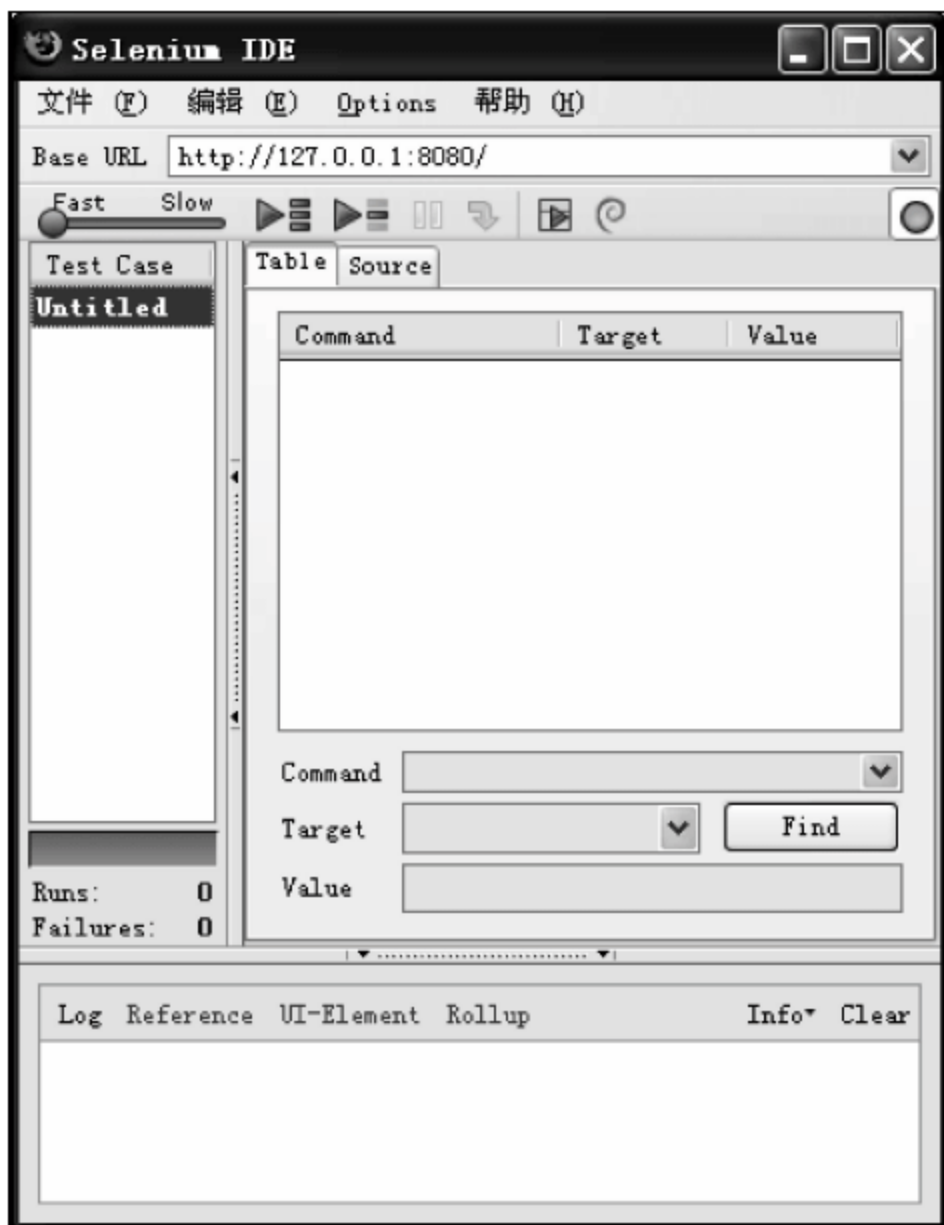 Selenium IDE
文件 (F) 编辑 (E) Options 帮助 (H)
Base URL http://127.0.0.1:8080/
Fast Slow
Test Case
Untitled
Table Source
Command Target Value
Command
Target Find
Value
Runs: 0
Failures: 0
Log Reference UI-Element Rollup Info Clear